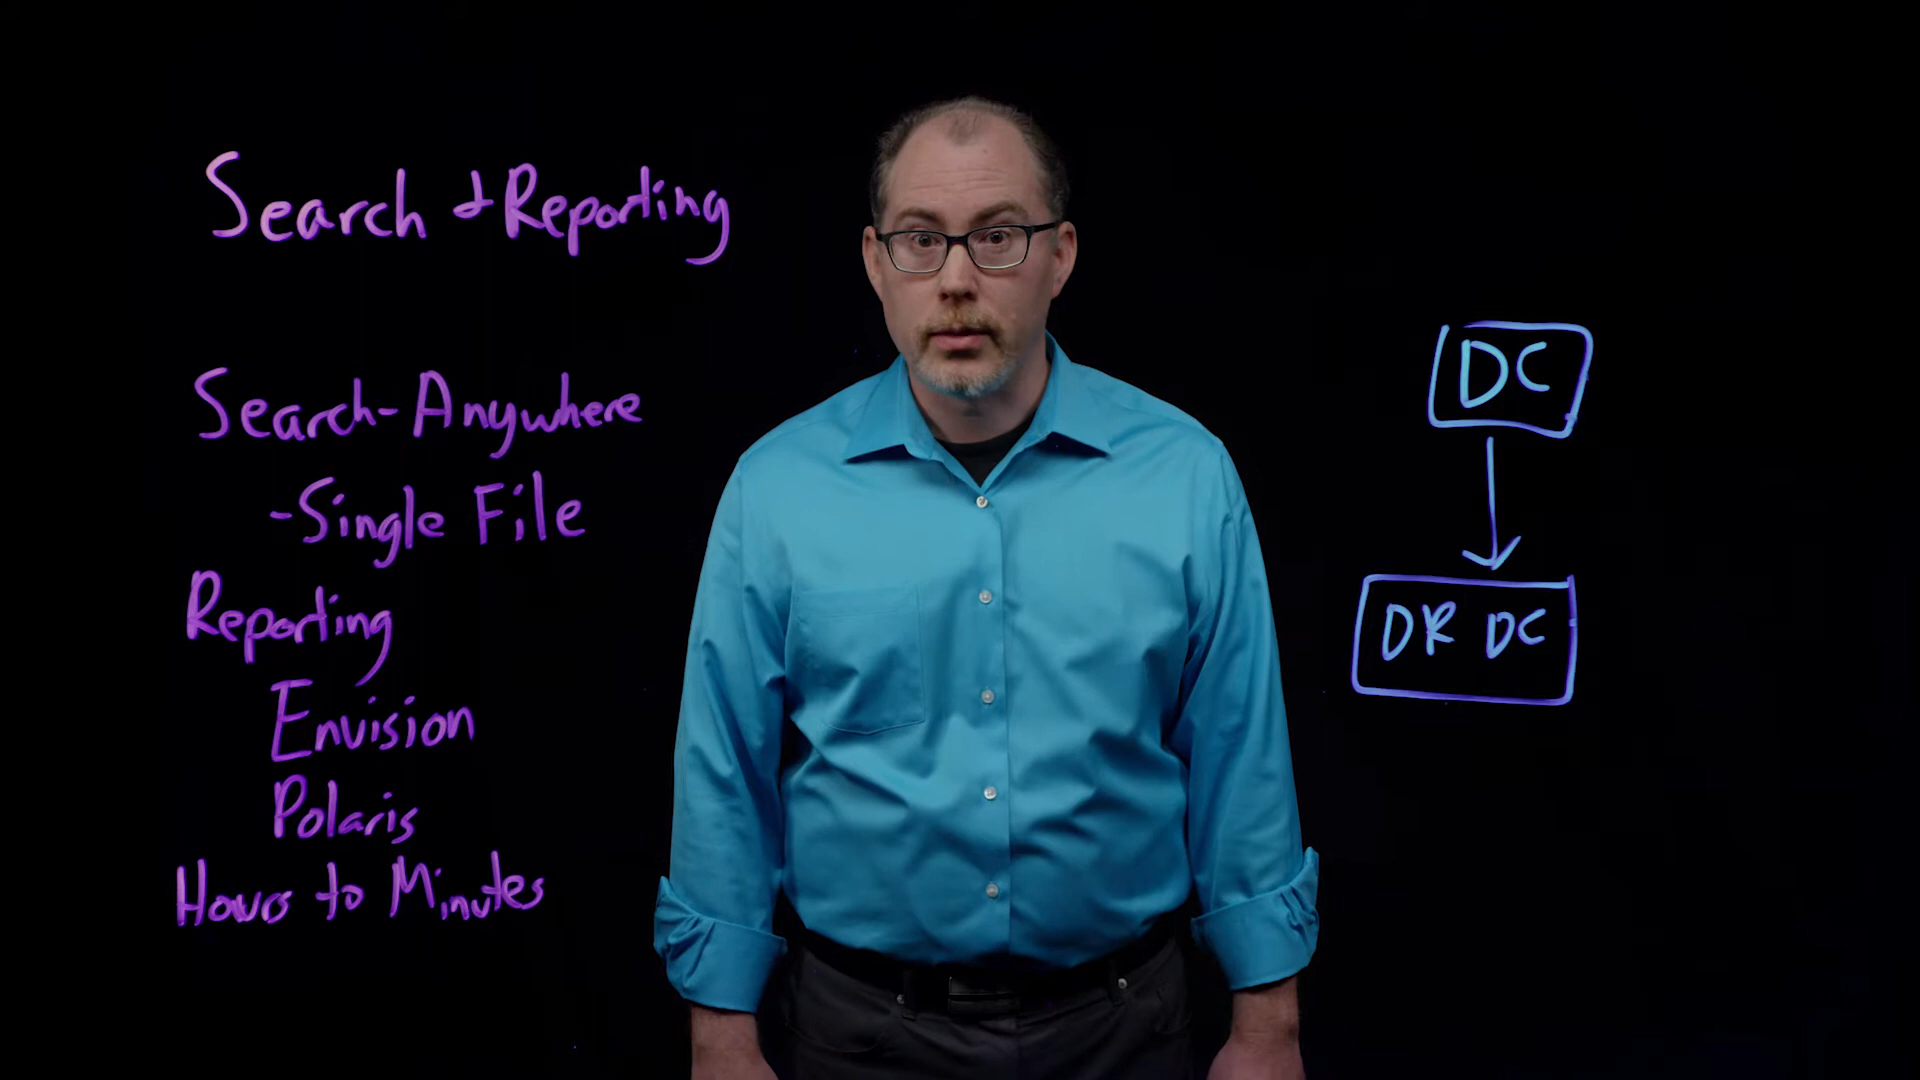 Search & Reporting
Search-Anywhere
-Single File
Reporting
Envision
Polaris
Hours to Minutes
DC
DR DC